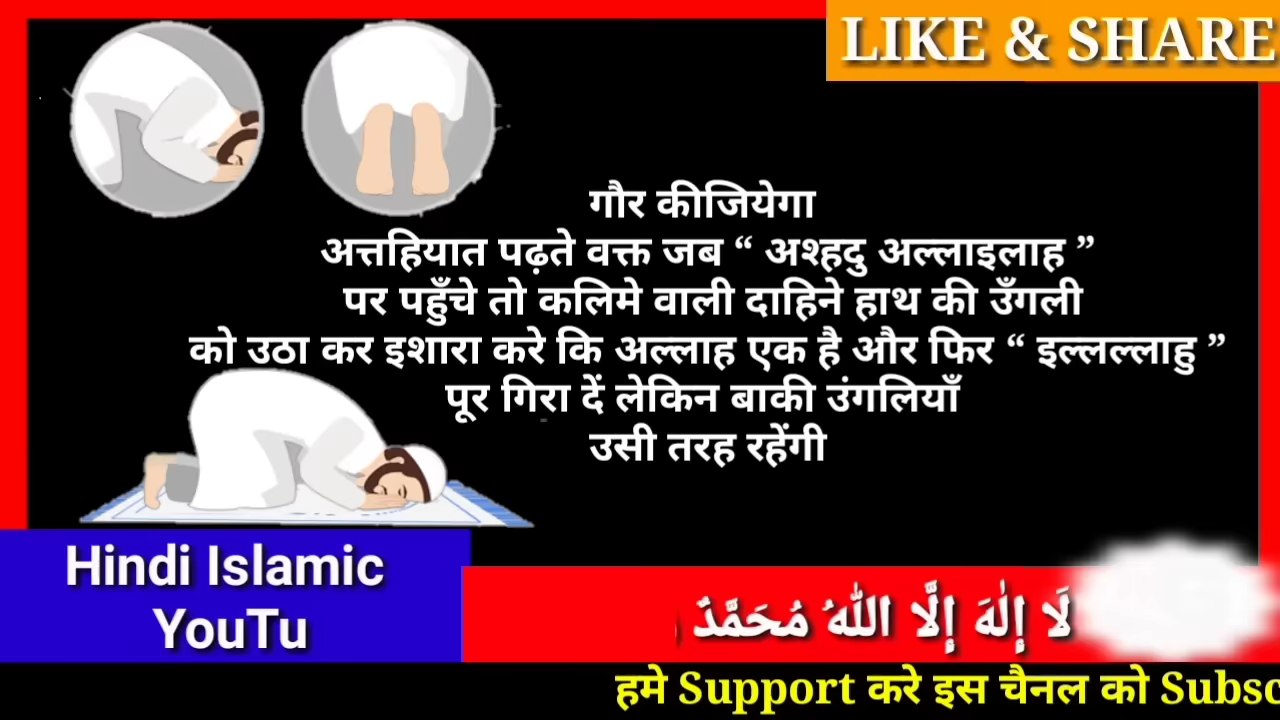 LIKE & SHARE
गौर कीजियेगा
अत्तहियात पढ़ते वक्त जब “ अश्हदु अल्लाइलाह ”
पर पहुँचे तो कलिमे वाली दाहिने हाथ की उँगली
को उठा कर इशारा करे कि अल्लाह एक है और फिर “ इल्लल्लाहु ”
पूर गिरा दें लेकिन बाकी उंगलियाँ
उसी तरह रहेंगी
Hindi Islamic
YouTu
لَا إِلٰهَ إِلَّا اللهُ مُحَمَّدٌ
हमे Support करे इस चैनल को Subsc